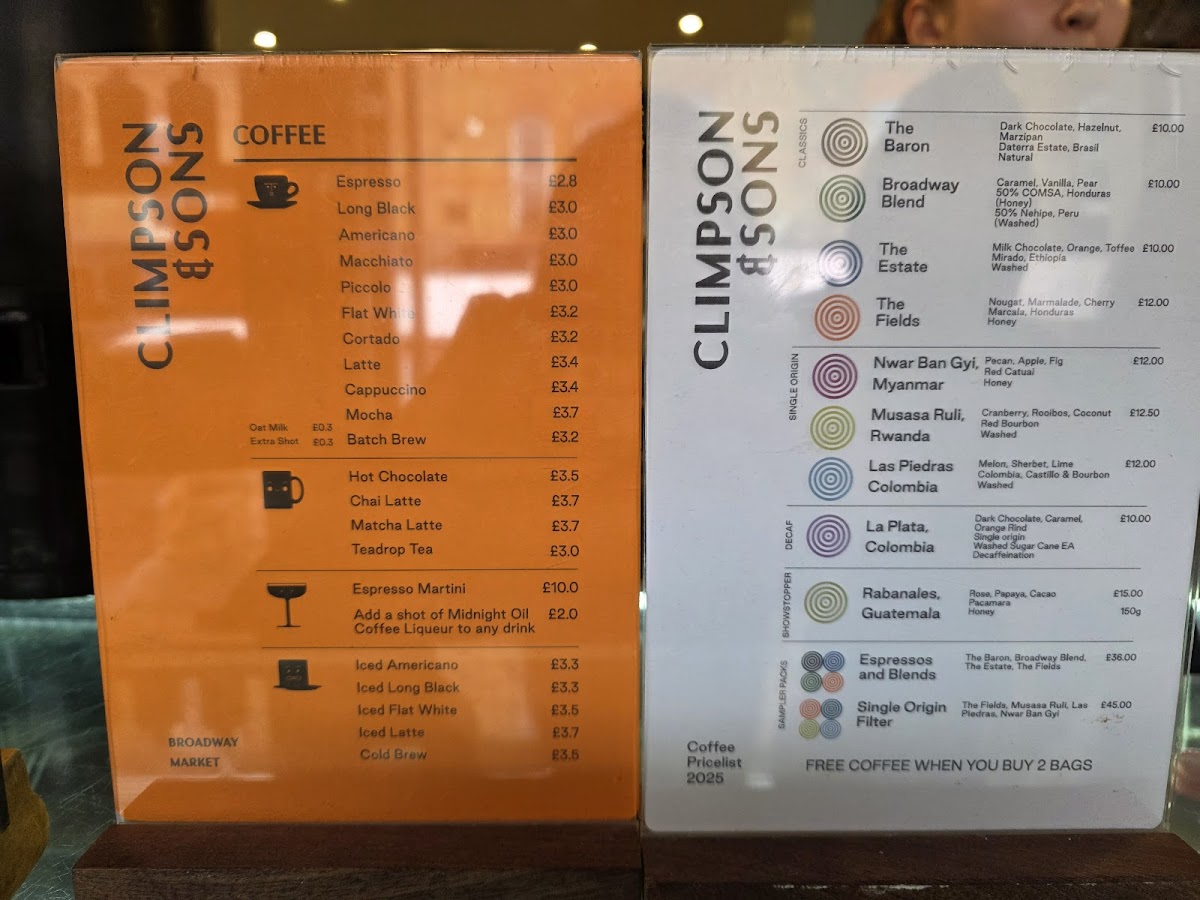 CLIMPSON
& SONS
COFFEE
Espresso £2.8
Long Black £3.0
Americano £3.0
Macchiato £3.0
Piccolo £3.0
Flat White £3.2
Cortado £3.2
Latte £3.4
Cappuccino £3.4
Mocha £3.7
Oat Milk £0.3
Extra Shot £0.3
Batch Brew £3.2
Hot Chocolate £3.5
Chai Latte £3.7
Matcha Latte £3.7
Teadrop Tea £3.0
Espresso Martini £10.0
Add a shot of Midnight Oil £2.0
Coffee Liqueur to any drink
Iced Americano £3.3
Iced Long Black £3.3
Iced Flat White £3.5
Iced Latte £3.7
Cold Brew £3.5
BROADWAY
MARKET
CLIMPSON
& SONS
CLASSICS
The
Baron
Dark Chocolate, Hazelnut, £10.00
Marzipan
Daterra Estate, Brasil
Natural
Broadway
Blend
Caramel, Vanilla, Pear £10.00
50% COMSA, Honduras
(Honey)
50% Nehipe, Peru
(Washed)
The
Estate
Milk Chocolate, Orange, Toffee £10.00
Mirado, Ethiopia
Washed
The
Fields
Nougat, Marmalade, Cherry £12.00
Marcala, Honduras
Honey
SINGLE ORIGIN
Nwar Ban Gyi,
Myanmar
Pecan, Apple, Fig £12.00
Red Catual
Honey
Musasa Ruli,
Rwanda
Cranberry, Rooibos, Coconut £12.50
Red Bourbon
Washed
Las Piedras
Colombia
Melon, Sherbet, Lime £12.00
Colombia, Castillo & Bourbon
Washed
DECAF
La Plata,
Colombia
Dark Chocolate, Caramel, £10.00
Orange Rind
Single origin
Washed Sugar Cane EA
Decaffeination
SHOWSTOPPER
Rabanales,
Guatemala
Rose, Papaya, Cacao £15.00
Pacamara
Honey 150g
SAMPLER PACKS
Espressos
and Blends
The Baron, Broadway Blend, £36.00
The Estate, The Fields
Single Origin
Filter
The Fields, Musasa Ruli, Las £45.00
Piedras, Nwar Ban Gyi
Coffee
Pricelist
2025
FREE COFFEE WHEN YOU BUY 2 BAGS